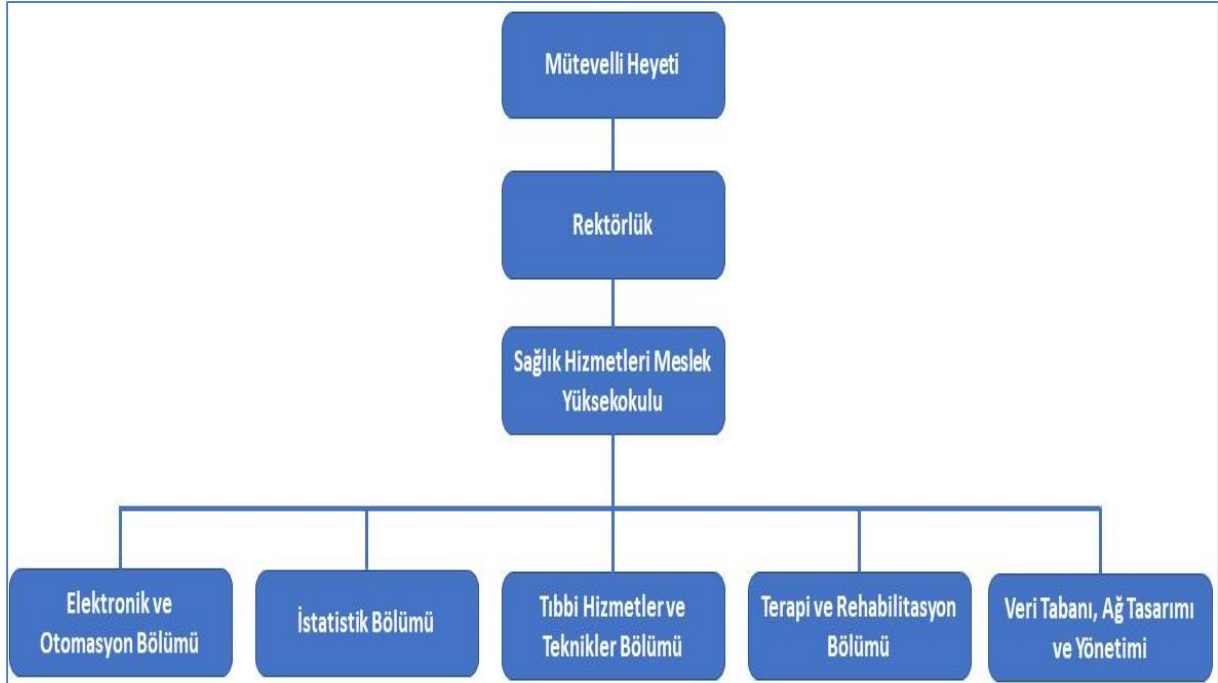 Mütevelli Heyeti
Rektörlük
Sağlık Hizmetleri Meslek
Yüksekokulu
Elektronik ve
Otomasyon Bölümü
İstatistik Bölümü
Tıbbi Hizmetler ve
Teknikler Bölümü
Terapi ve Rehabilitasyon
Bölümü
Veri Tabanı, Ağ Tasarımı
ve Yönetimi